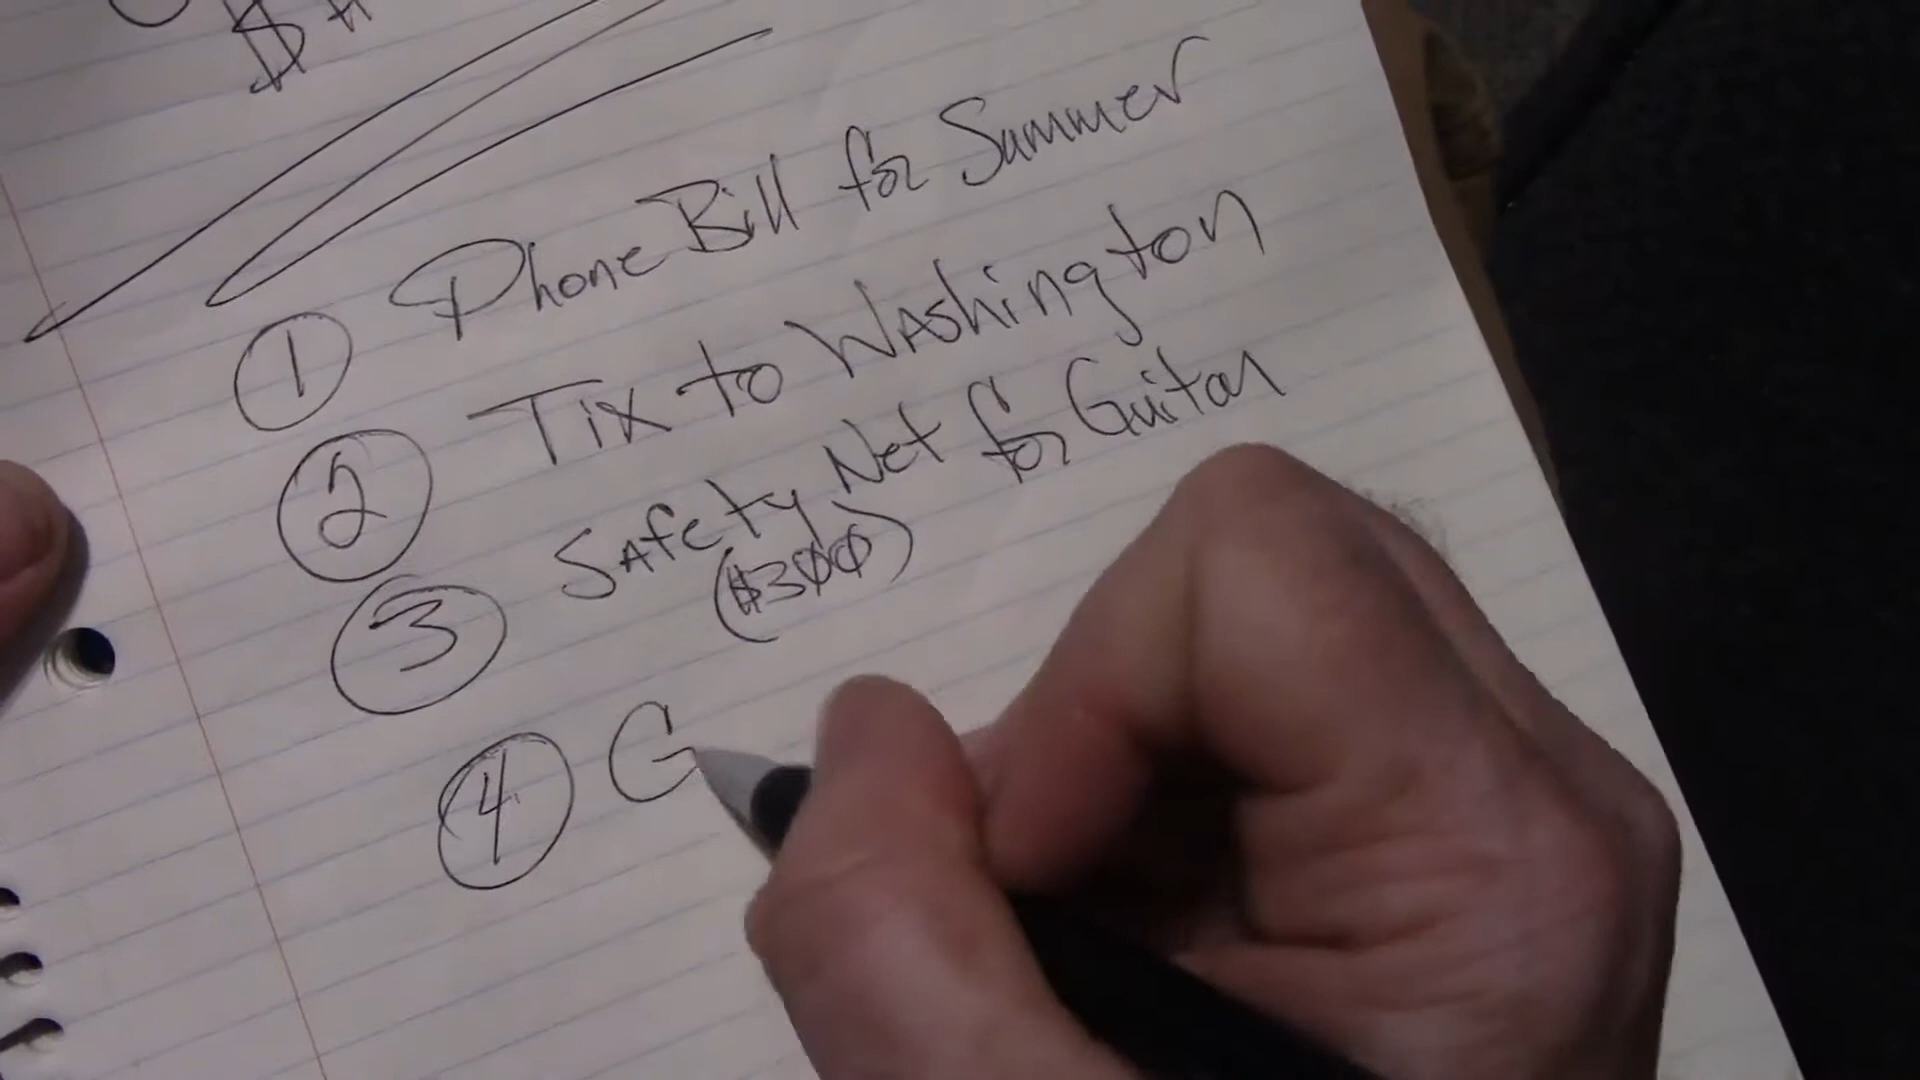 $
① Phone Bill for Summer
② Tix to Washington
③ Safety Net for Guitar
($300)
④ G